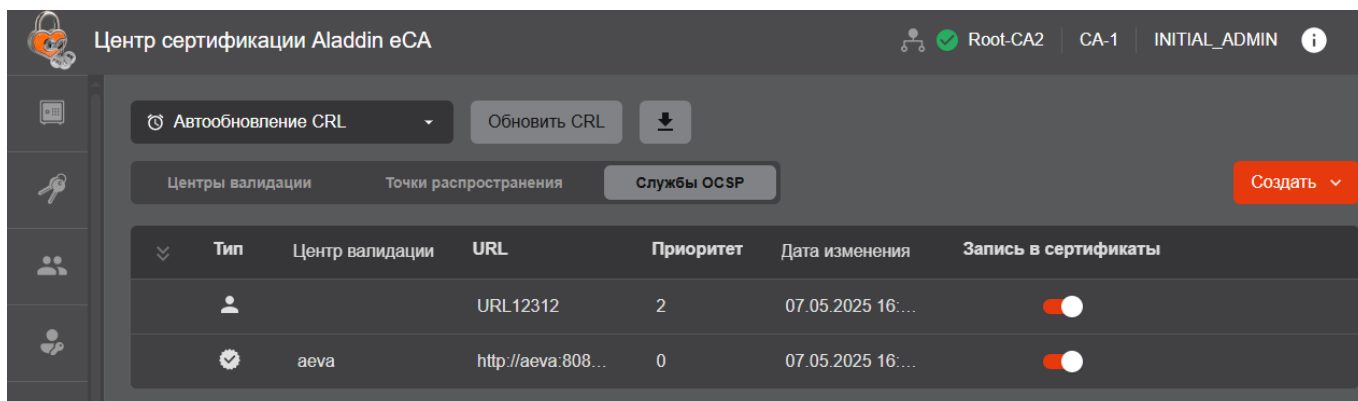 Центр сертификации Aladdin eCA Root-CA2 CA-1 INITIAL_ADMIN i
Автообновление CRL Обновить CRL
Центры валидации Точки распространения Службы OCSP Создать
Тип Центр валидации URL Приоритет Дата изменения Запись в сертификаты
URL12312 2 07.05.2025 16:...
aeva http://aeva:808... 0 07.05.2025 16:...